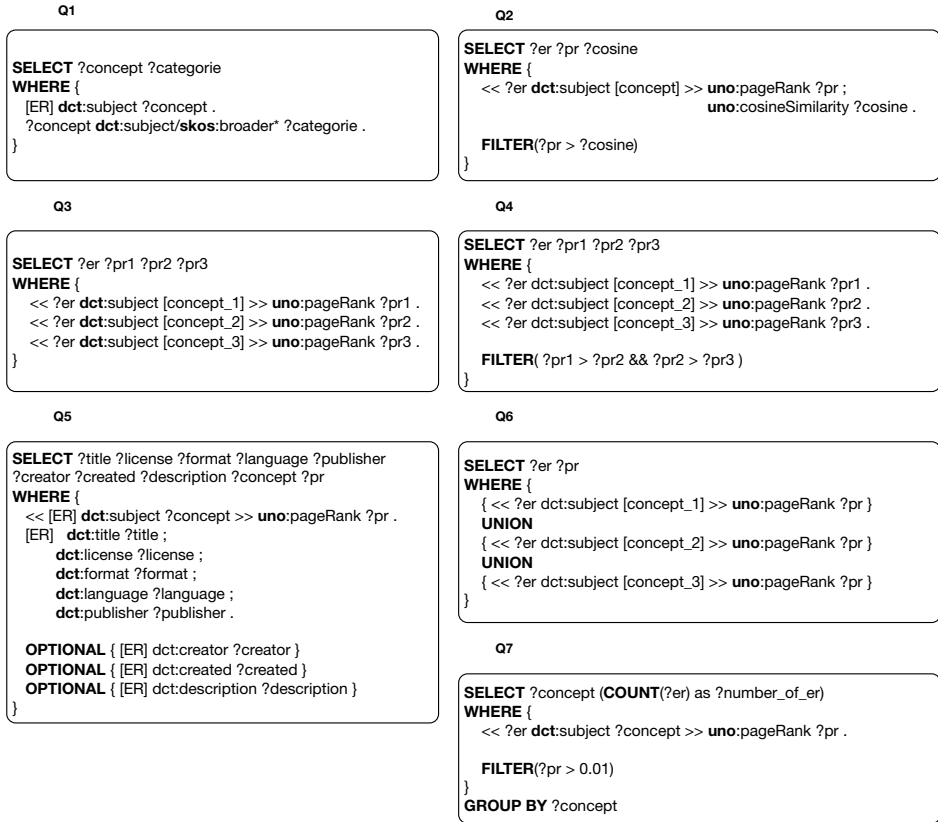 Q1
SELECT ?concept ?categorie
WHERE {
[ER] dct:subject ?concept .
?concept dct:subject/skos:broader* ?categorie .
}
Q2
SELECT ?er ?pr ?cosine
WHERE {
<< ?er dct:subject [concept] >> uno:pageRank ?pr ;
uno:cosineSimilarity ?cosine .
FILTER(?pr > ?cosine)
}
Q3
SELECT ?er ?pr1 ?pr2 ?pr3
WHERE {
<< ?er dct:subject [concept_1] >> uno:pageRank ?pr1 .
<< ?er dct:subject [concept_2] >> uno:pageRank ?pr2 .
<< ?er dct:subject [concept_3] >> uno:pageRank ?pr3 .
}
Q4
SELECT ?er ?pr1 ?pr2 ?pr3
WHERE {
<< ?er dct:subject [concept_1] >> uno:pageRank ?pr1 .
<< ?er dct:subject [concept_2] >> uno:pageRank ?pr2 .
<< ?er dct:subject [concept_3] >> uno:pageRank ?pr3 .
FILTER( ?pr1 > ?pr2 && ?pr2 > ?pr3 )
}
Q5
SELECT ?title ?license ?format ?language ?publisher
?creator ?created ?description ?concept ?pr
WHERE {
<< [ER] dct:subject ?concept >> uno:pageRank ?pr .
[ER] dct:title ?title ;
dct:license ?license ;
dct:format ?format ;
dct:language ?language ;
dct:publisher ?publisher .
OPTIONAL { [ER] dct:creator ?creator }
OPTIONAL { [ER] dct:created ?created }
OPTIONAL { [ER] dct:description ?description }
}
Q6
SELECT ?er ?pr
WHERE {
{ << ?er dct:subject [concept_1] >> uno:pageRank ?pr }
UNION
{ << ?er dct:subject [concept_2] >> uno:pageRank ?pr }
UNION
{ << ?er dct:subject [concept_3] >> uno:pageRank ?pr }
}
Q7
SELECT ?concept (COUNT(?er) as ?number_of_er)
WHERE {
<< ?er dct:subject ?concept >> uno:pageRank ?pr .
FILTER(?pr > 0.01)
}
GROUP BY ?concept